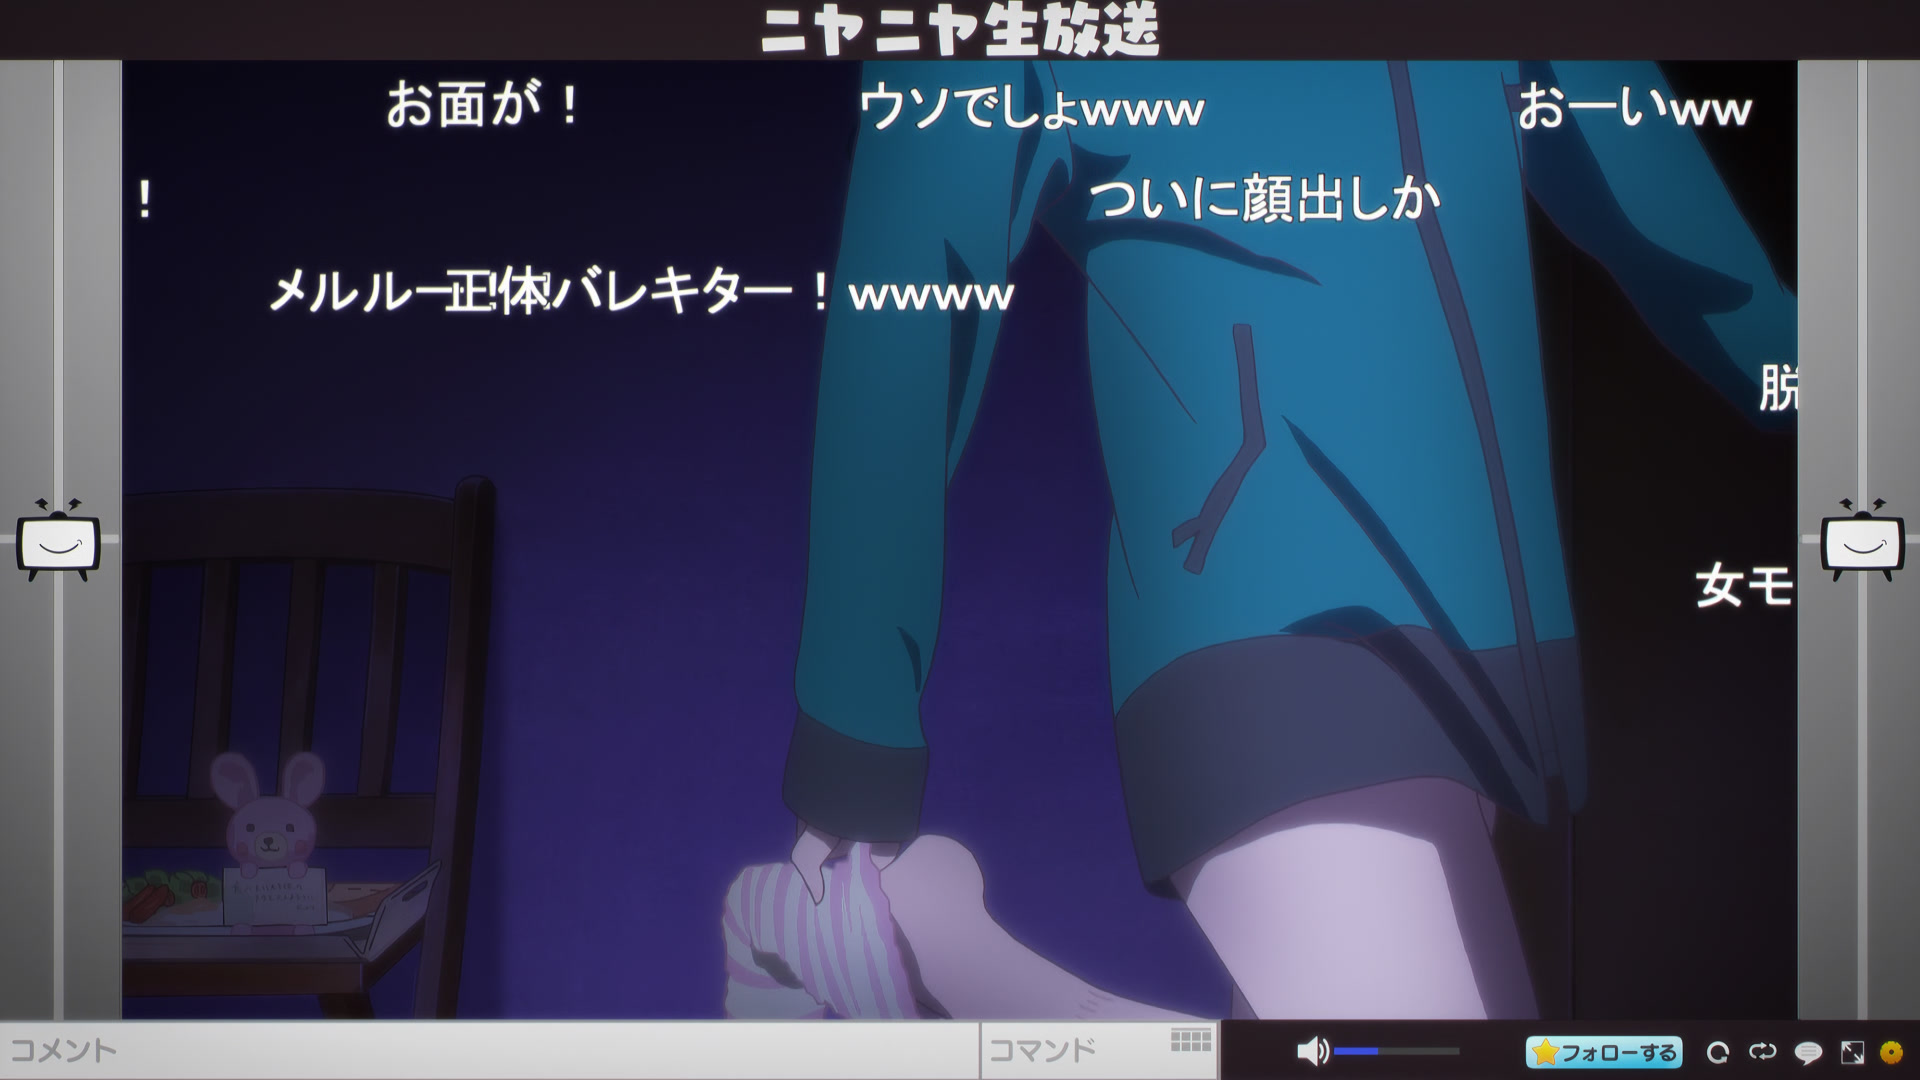 ニヤニヤ生放送
お面が！
ウソでしょwww
おーいww
！
ついに顔出しか
メルル
正体バレキター！wwww
脱
女モ
コメント
コマンド
フォローする